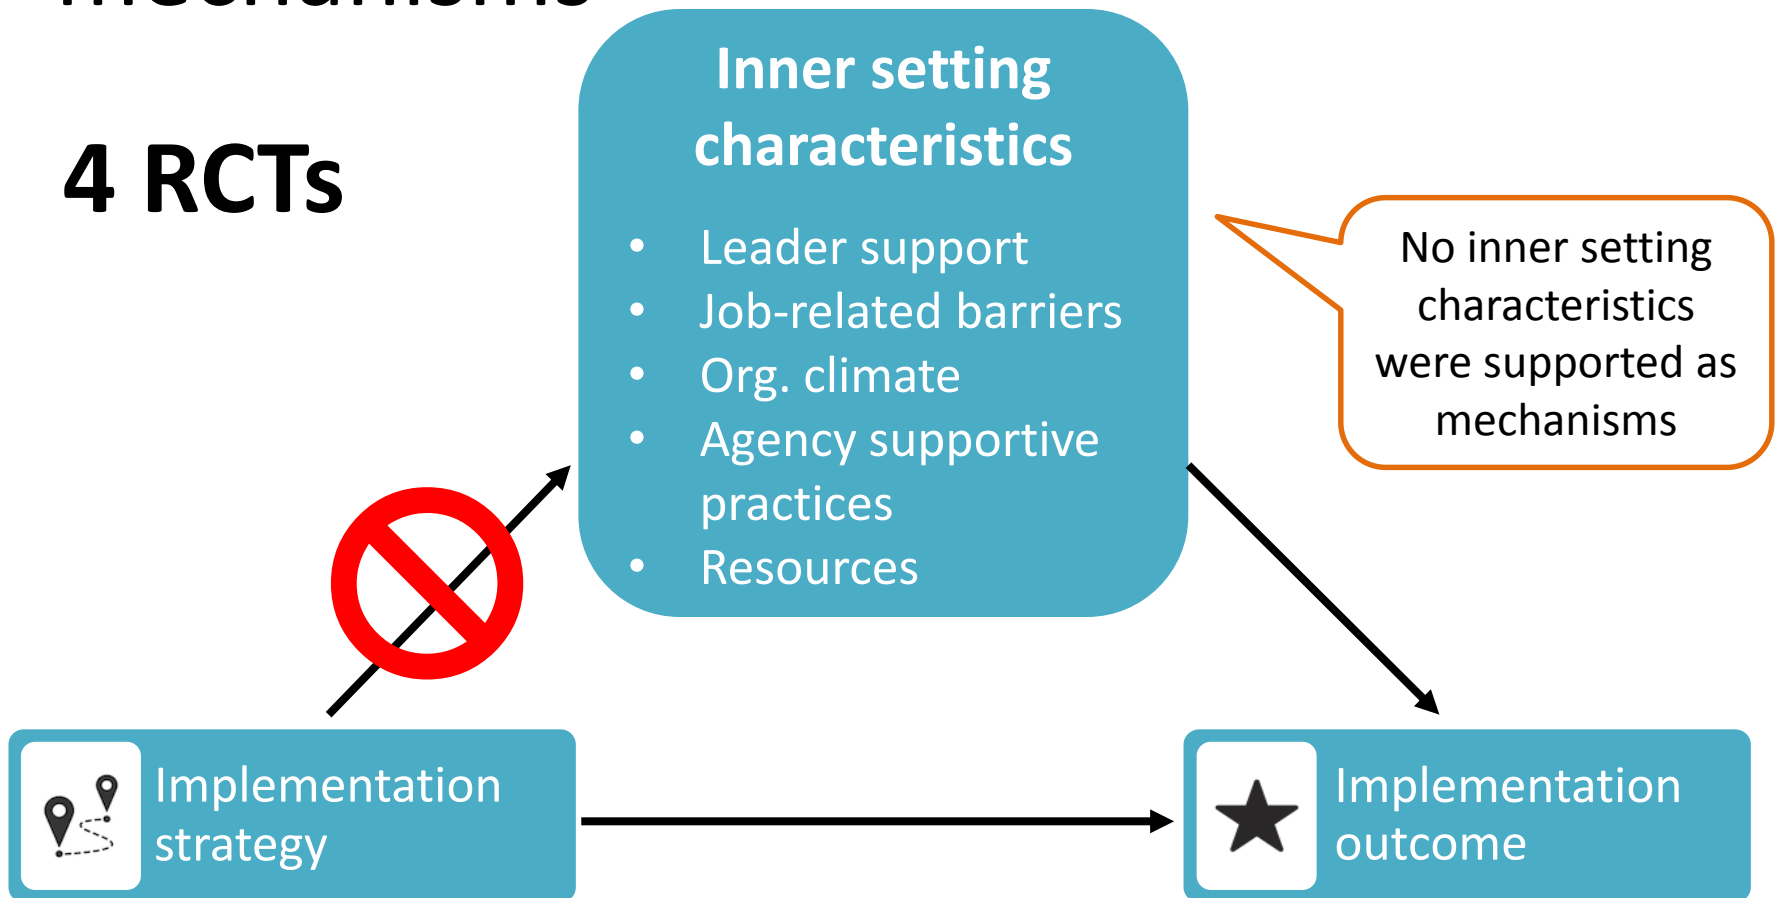 mechanisms
4 RCTs
Inner setting
characteristics
• Leader support
• Job-related barriers
• Org. climate
• Agency supportive
practices
• Resources
No inner setting
characteristics
were supported as
mechanisms
Implementation
strategy
Implementation
outcome